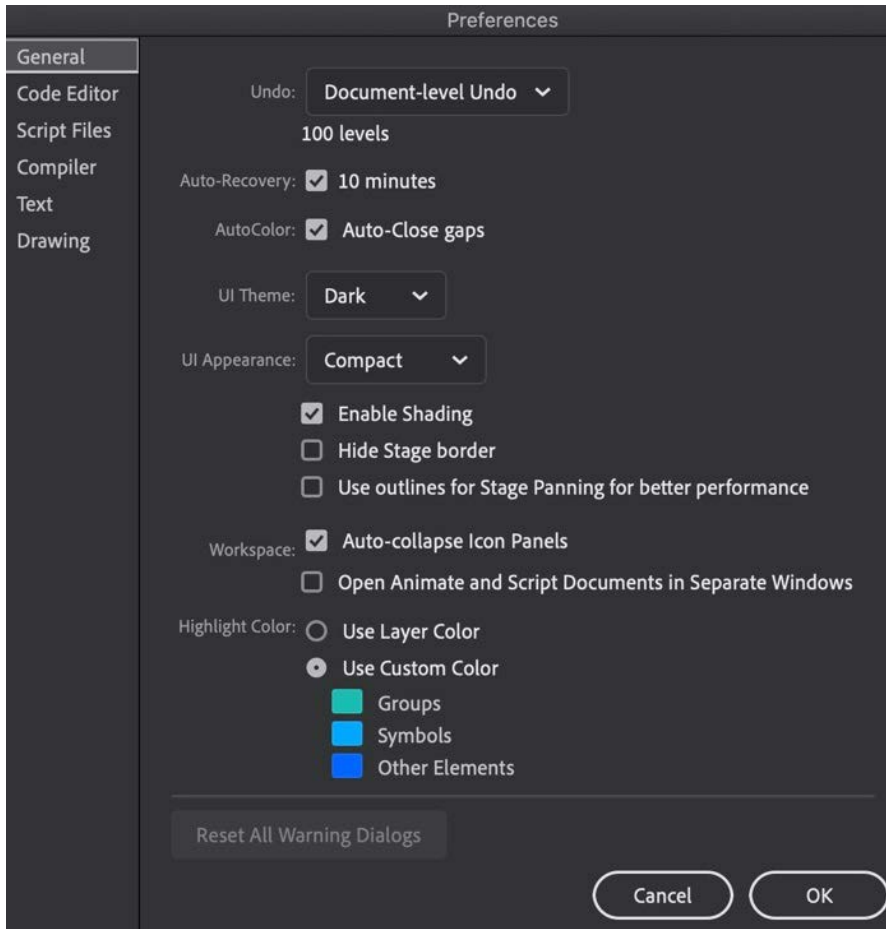 Preferences
General
Code Editor
Script Files
Compiler
Text
Drawing
Undo: Document-level Undo
100 levels
Auto-Recovery: 10 minutes
AutoColor: Auto-Close gaps
UI Theme: Dark
UI Appearance: Compact
Enable Shading
Hide Stage border
Use outlines for Stage Panning for better performance
Workspace: Auto-collapse Icon Panels
Open Animate and Script Documents in Separate Windows
Highlight Color: Use Layer Color
Use Custom Color
Groups
Symbols
Other Elements
Reset All Warning Dialogs
Cancel OK